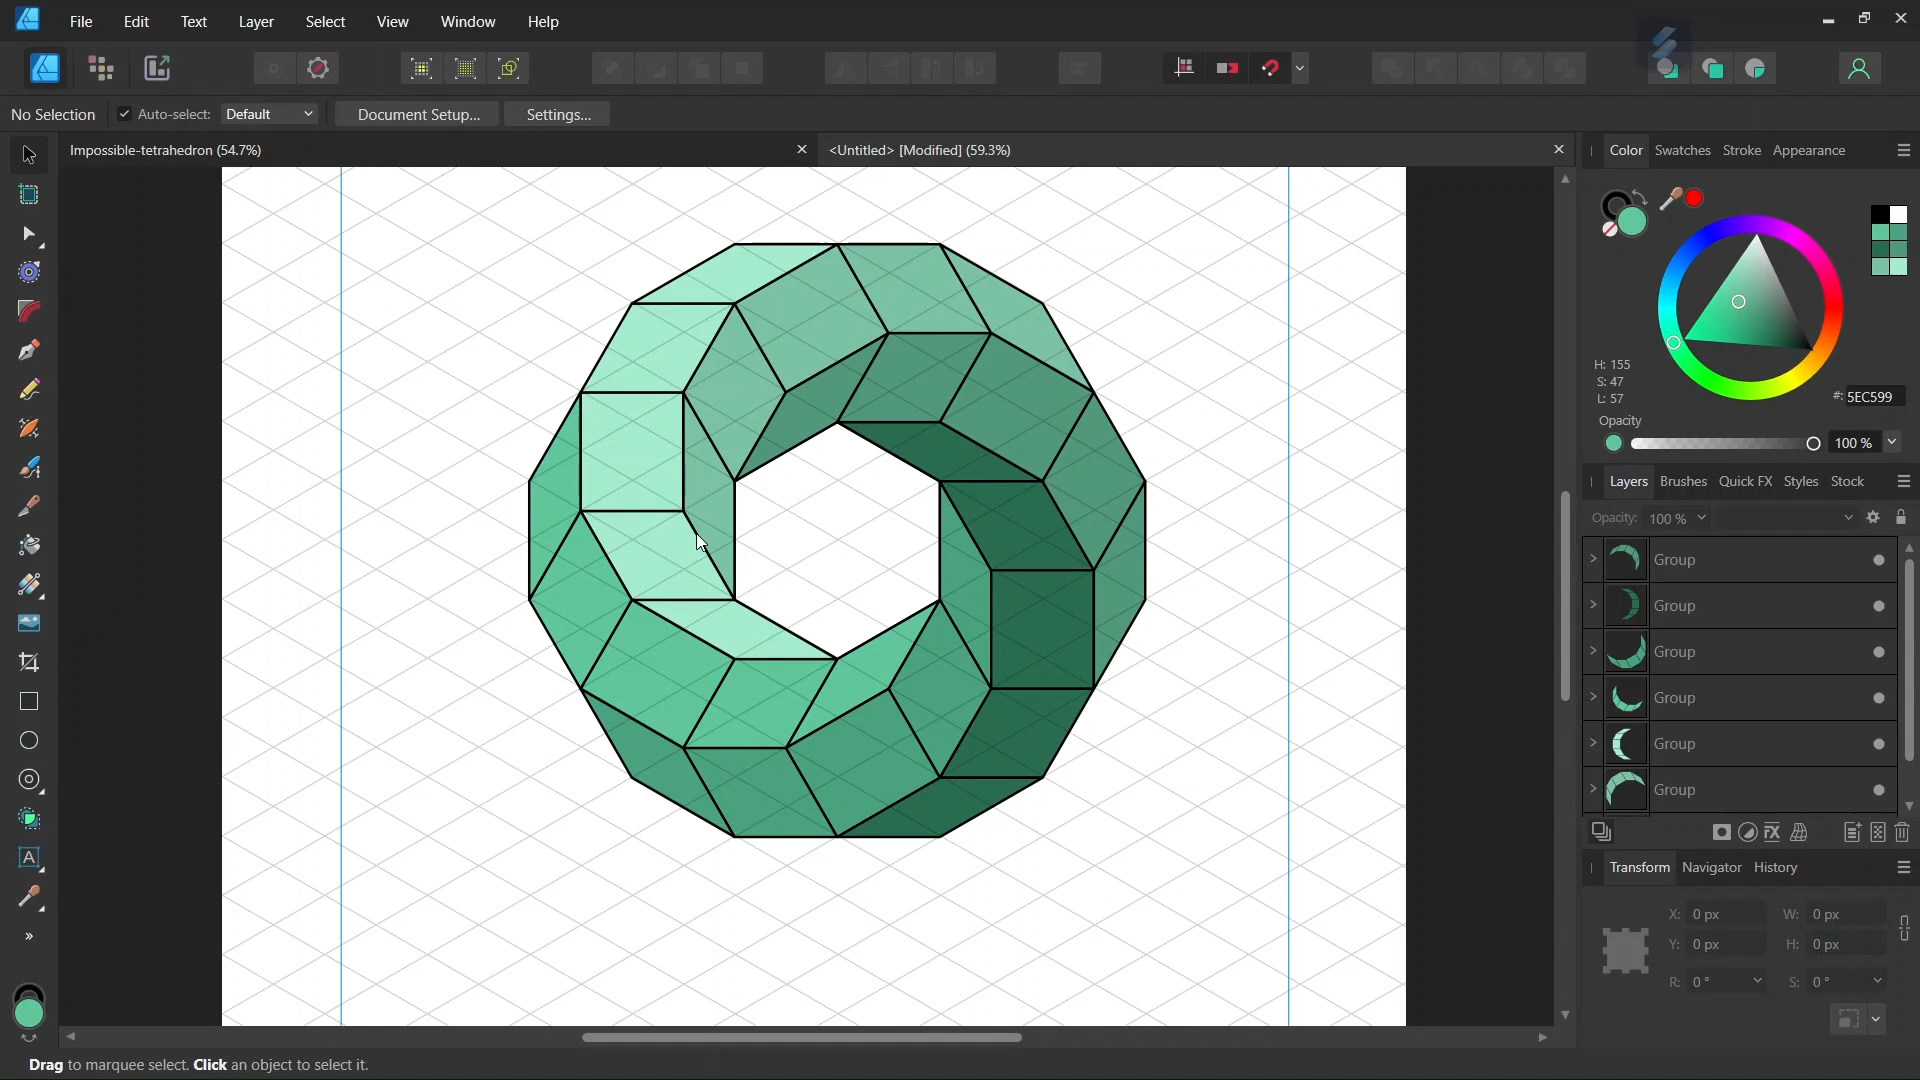 File Edit Text Layer Select View Window Help
No Selection Auto-select: Default Document Setup... Settings...
Impossible-tetrahedron (54.7%)
<Untitled> [Modified] (59.3%)
Color Swatches Stroke Appearance
H: 155
S: 47
L: 57
#: 5EC599
Opacity
100 %
Layers Brushes Quick FX Styles Stock
Opacity: 100 %
Group
Group
Group
Group
Group
Group
Transform Navigator History
X: 0 px W: 0 px
Y: 0 px H: 0 px
R: 0 ° S: 0 °
Drag to marquee select. Click an object to select it.